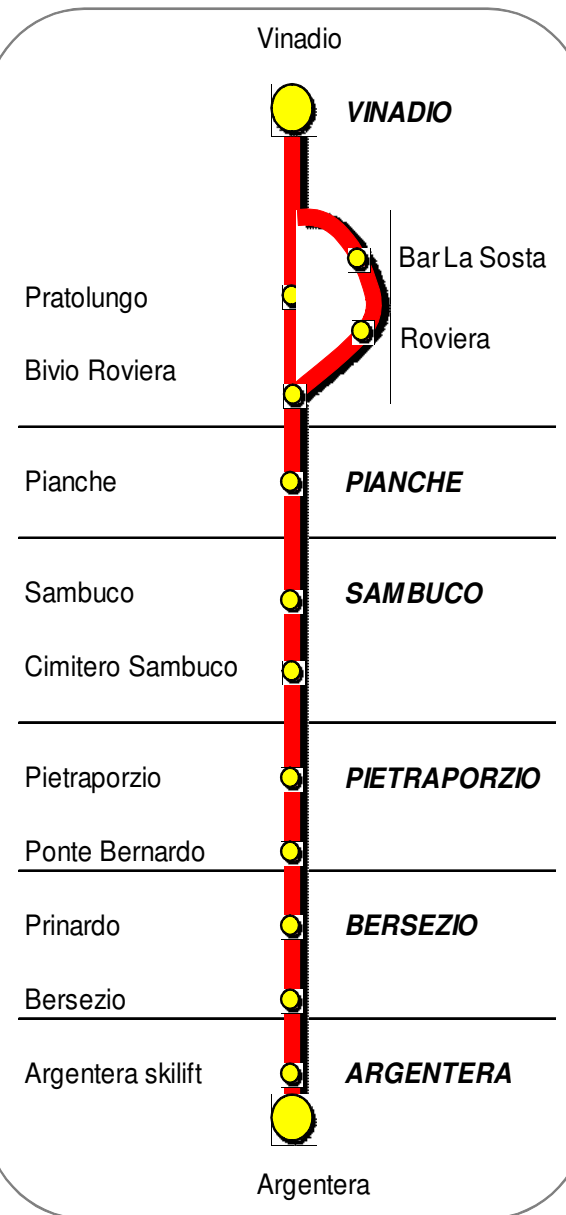 Vinadio
VINADIO
Bar La Sosta
Pratolungo
Roviera
Bivio Roviera
Pianche
PIANCHE
Sambuco
SAMBUCO
Cimitero Sambuco
Pietraporzio
PIETRAPORZIO
Ponte Bernardo
Prinardo
BERSEZIO
Bersezio
Argentera skilift
ARGENTERA
Argentera